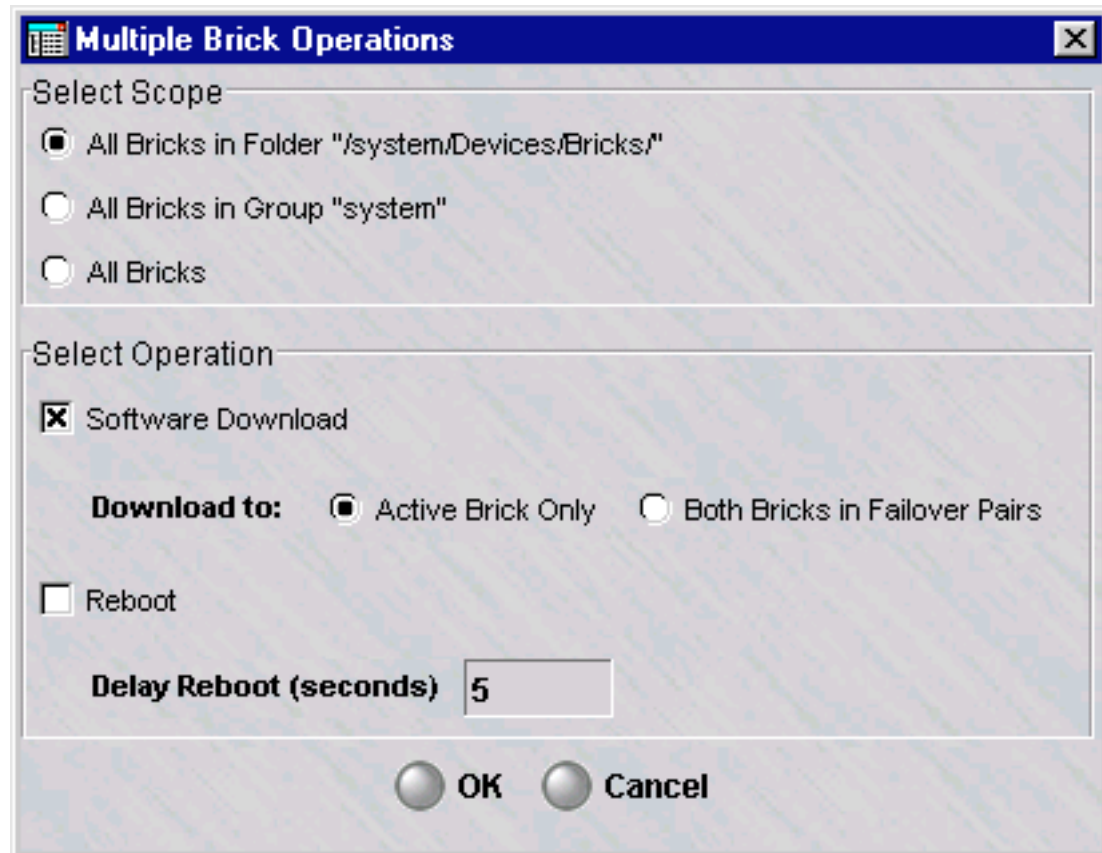 Multiple Brick Operations
Select Scope
All Bricks in Folder "/system/Devices/Bricks/"
All Bricks in Group "system"
All Bricks
Select Operation
Software Download
Download to: Active Brick Only Both Bricks in Failover Pairs
Reboot
Delay Reboot (seconds) 5
OK Cancel